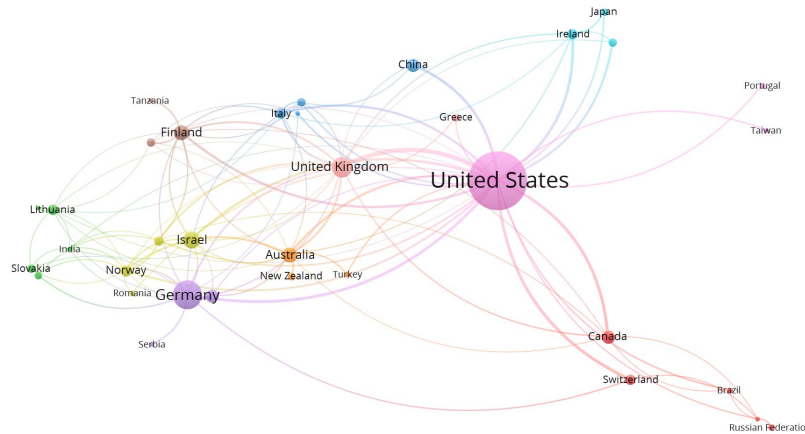 Japan
Ireland
China
Portugal
Tanzania
Italy
Greece
Finland
Taiwan
United Kingdom
United States
Lithuania
Israel
India
Australia
Slovakia
Norway
New Zealand
Turkey
Romania
Germany
Canada
Serbia
Switzerland
Brazil
Russian Federatio